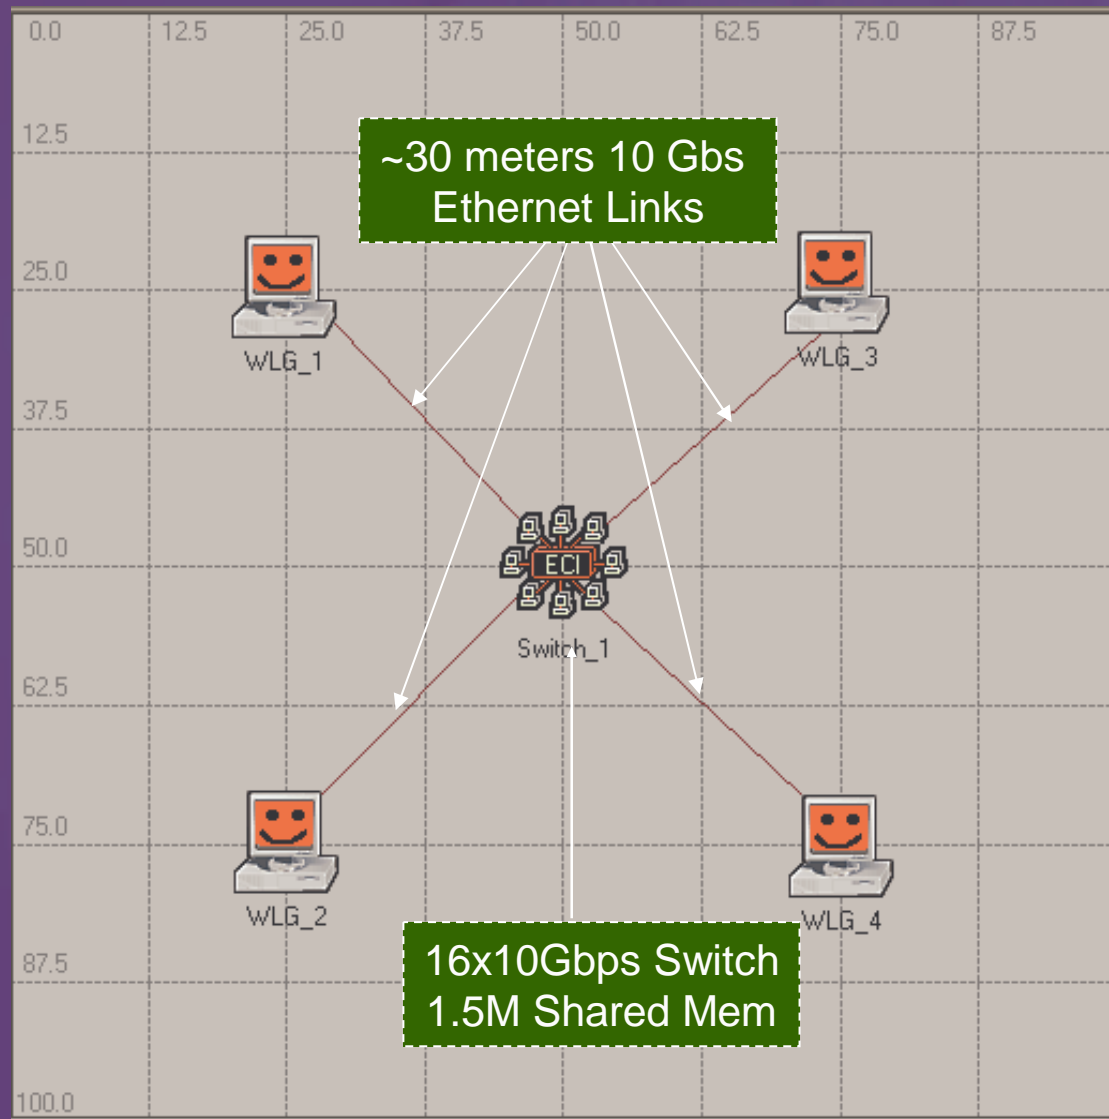 0.0 12.5 25.0 37.5 50.0 62.5 75.0 87.5
12.5
~30 meters 10 Gbs
Ethernet Links
25.0
WLG_1
WLG_3
37.5
50.0
ECI
Switch_1
62.5
75.0
WLG_2
WLG_4
87.5
16x10Gbps Switch
1.5M Shared Mem
100.0